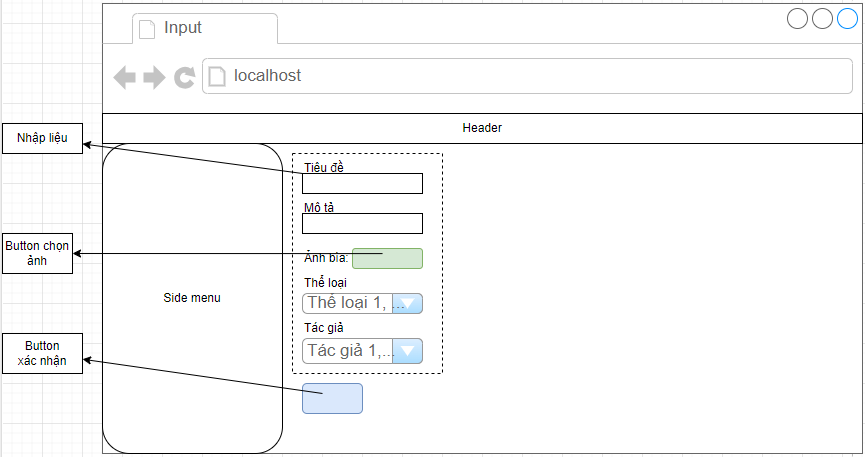 Input
localhost
Header
Nhập liệu
Tiêu đề
Mô tả
Button chọn
ảnh
Ảnh bìa:
Thể loại
Thể loại 1, ...
Side menu
Tác giả
Tác giả 1,...
Button
xác nhận